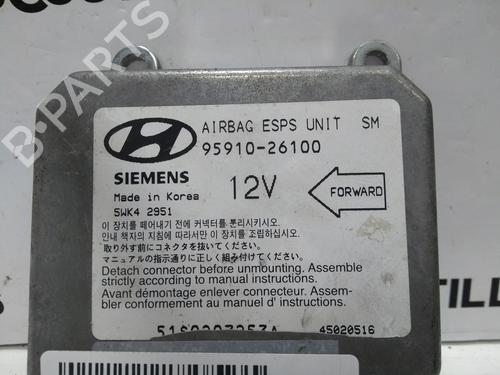 AIRBAG ESPS UNIT SM
95910-26100
SIEMENS
12V
FORWARD
Made in Korea
5WK4 2951
이 장치를 떼어내기 전에 커넥터를 분리시키시오.
안내 책자의 지침에 따라서만 이 장치를 조립하십시오.
取り外す前にコネクタを抜いてください。
マニュアルの指示に正しく組み付けてください。
Detach connector before unmounting. Assemble
strictly according to manual instructions.
Avant démontage enlever connecteur. Assem-
bler conformement au manuel d' instructions.
45020516
B-PARTS